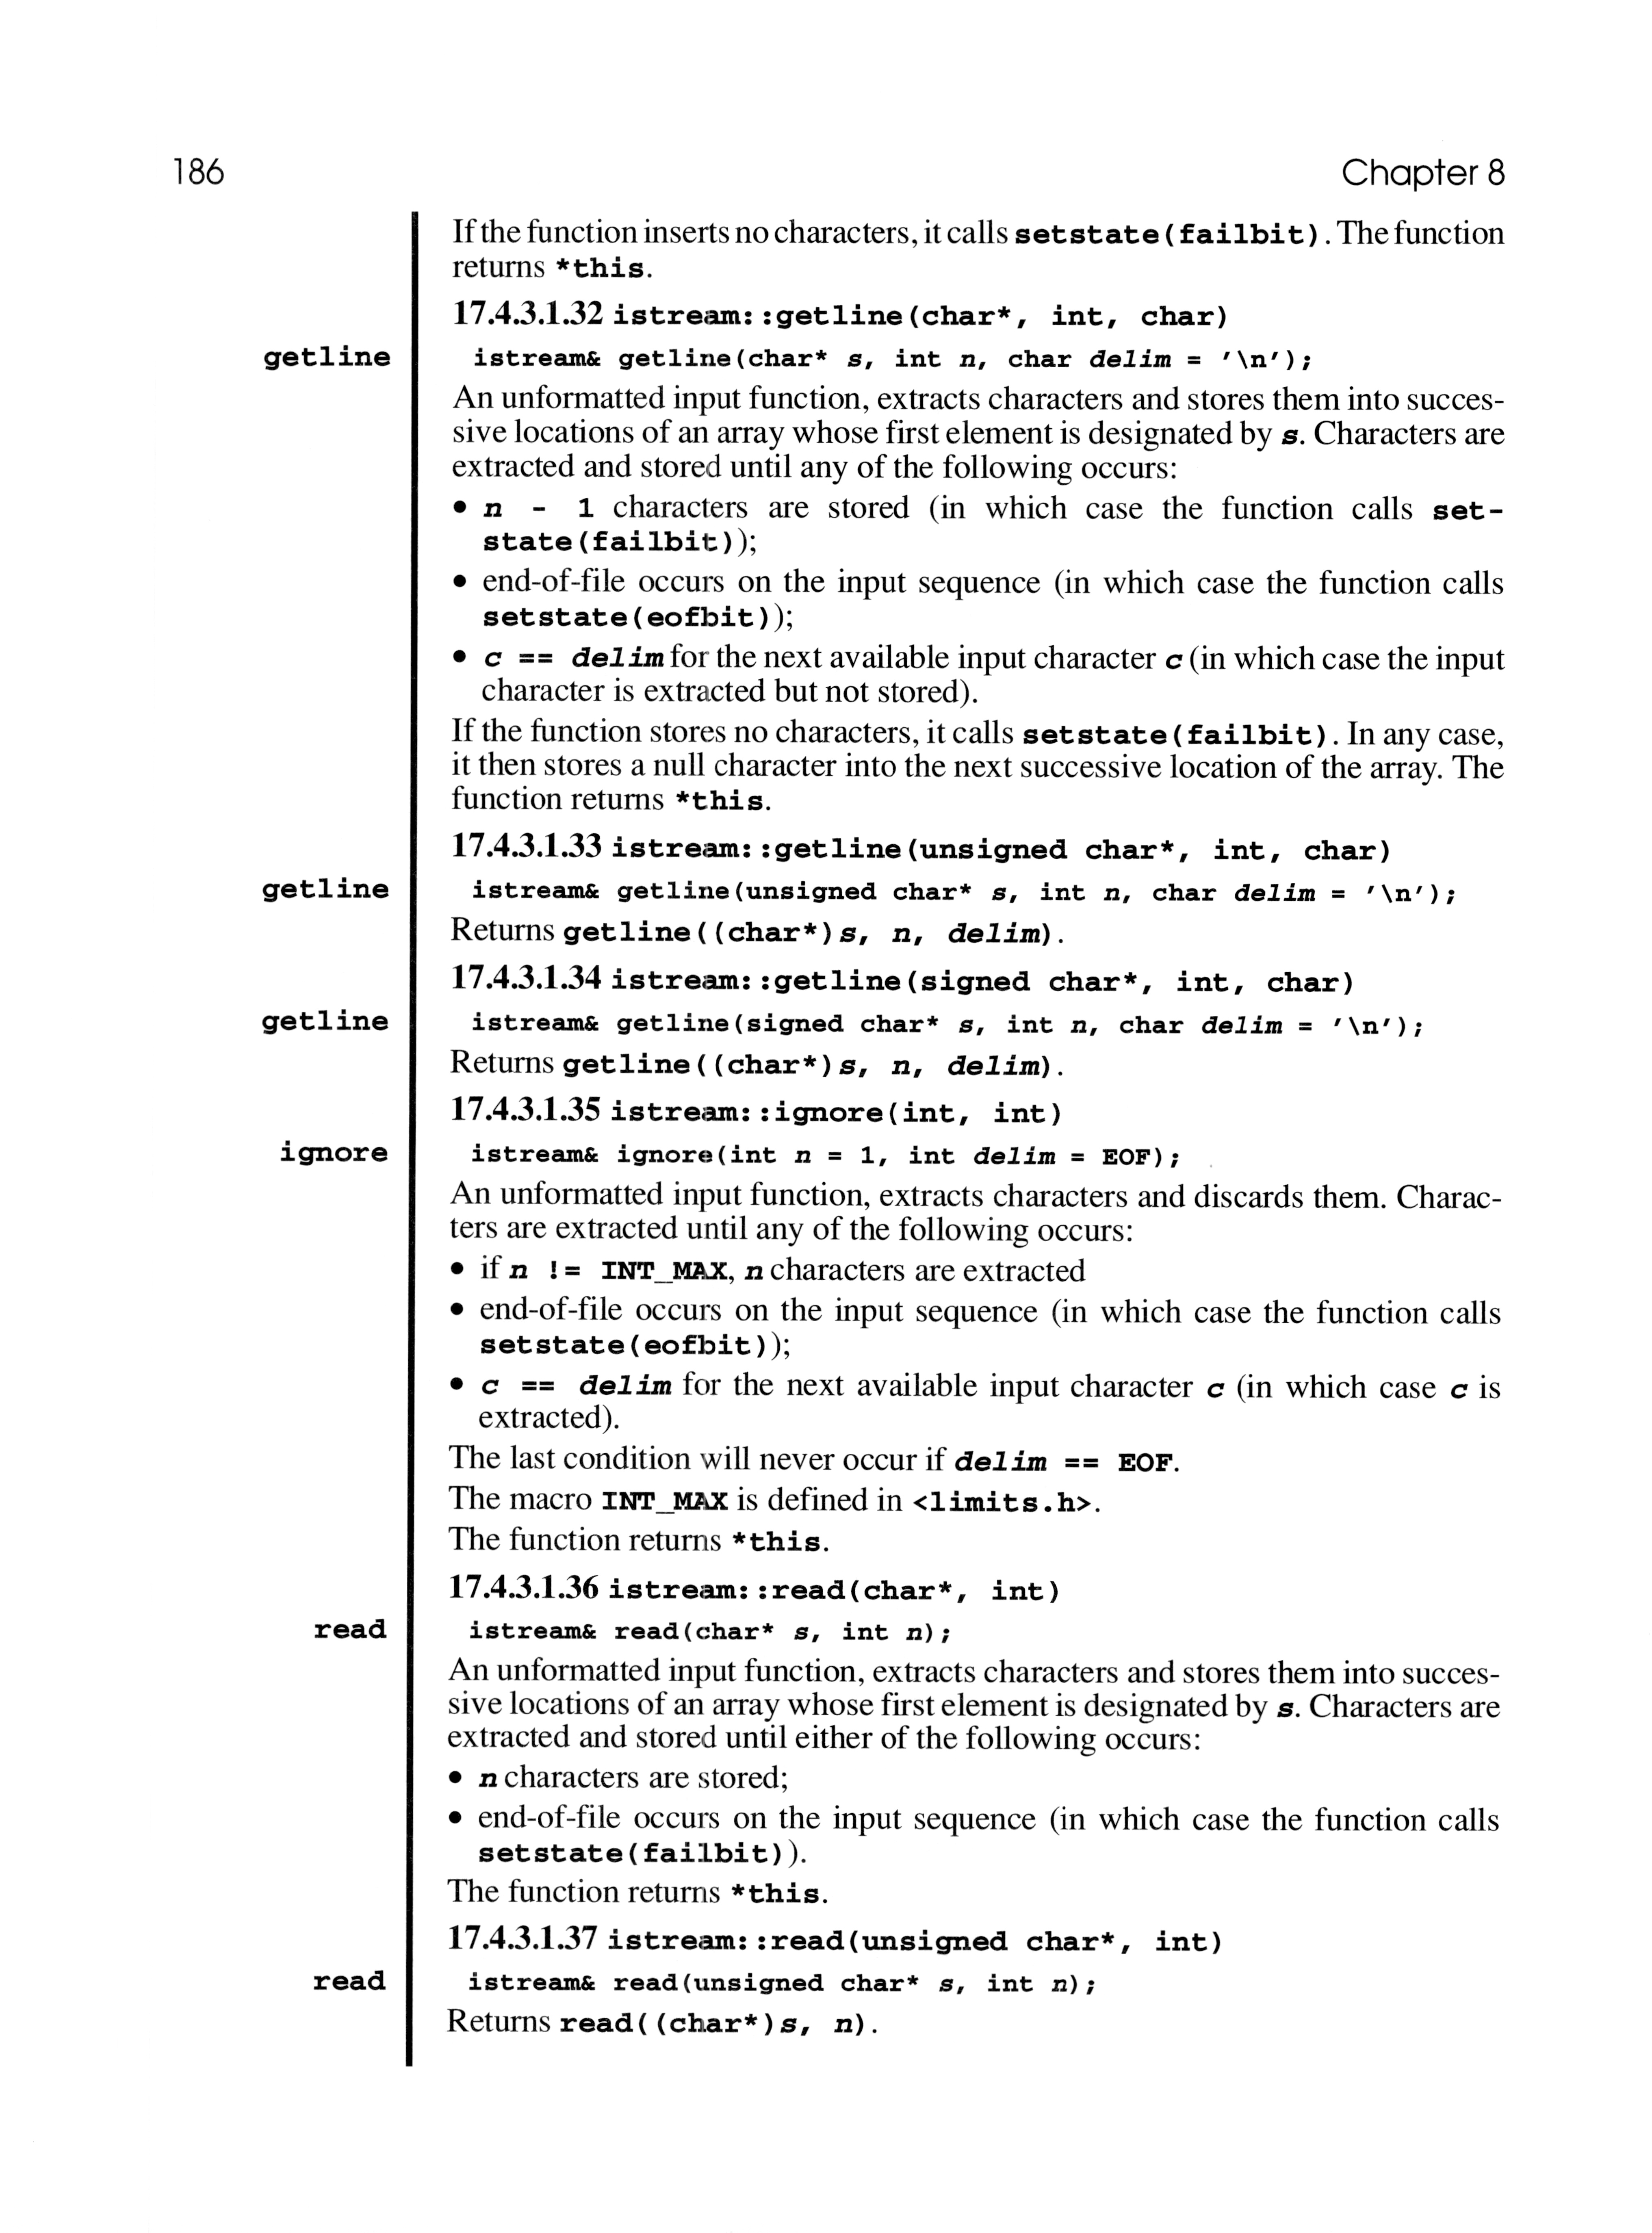 186 Chapter 8
If the function inserts no characters, it calls setstate(failbit). The function
returns *this.
17.4.3.1.32 istream::getline(char*, int, char)
getline istream& getline(char* s, int n, char delim = '\n');
An unformatted input function, extracts characters and stores them into succes-
sive locations of an array whose first element is designated by s. Characters are
extracted and stored until any of the following occurs:
• n - 1 characters are stored (in which case the function calls set-
state(failbit));
• end-of-file occurs on the input sequence (in which case the function calls
setstate(eofbit));
• c == delim for the next available input character c (in which case the input
character is extracted but not stored).
If the function stores no characters, it calls setstate(failbit). In any case,
it then stores a null character into the next successive location of the array. The
function returns *this.
17.4.3.1.33 istream::getline(unsigned char*, int, char)
getline istream& getline(unsigned char* s, int n, char delim = '\n');
Returns getline((char*)s, n, delim).
17.4.3.1.34 istream::getline(signed char*, int, char)
getline istream& getline(signed char* s, int n, char delim = '\n');
Returns getline((char*)s, n, delim).
17.4.3.1.35 istream::ignore(int, int)
ignore istream& ignore(int n = 1, int delim = EOF);
An unformatted input function, extracts characters and discards them. Charac-
ters are extracted until any of the following occurs:
• if n != INT_MAX, n characters are extracted
• end-of-file occurs on the input sequence (in which case the function calls
setstate(eofbit));
• c == delim for the next available input character c (in which case c is
extracted).
The last condition will never occur if delim == EOF.
The macro INT_MAX is defined in <limits.h>.
The function returns *this.
17.4.3.1.36 istream::read(char*, int)
read istream& read(char* s, int n);
An unformatted input function, extracts characters and stores them into succes-
sive locations of an array whose first element is designated by s. Characters are
extracted and stored until either of the following occurs:
• n characters are stored;
• end-of-file occurs on the input sequence (in which case the function calls
setstate(failbit)).
The function returns *this.
17.4.3.1.37 istream::read(unsigned char*, int)
read istream& read(unsigned char* s, int n);
Returns read((char*)s, n).